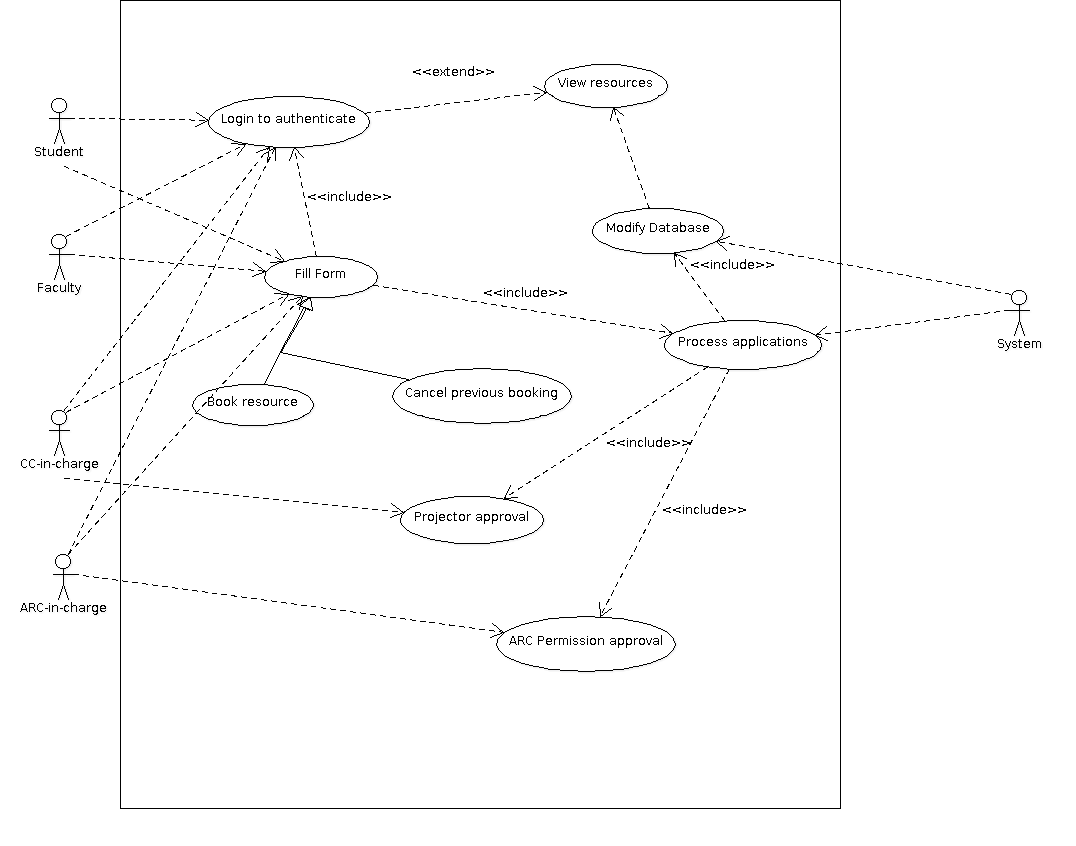 <<extend>>
View resources
Login to authenticate
Student
<<include>>
Modify Database
<<include>>
Fill Form
Faculty
<<include>>
Process applications
System
Cancel previous booking
Book resource
<<include>>
CC-in-charge
<<include>>
Projector approval
ARC-in-charge
ARC Permission approval